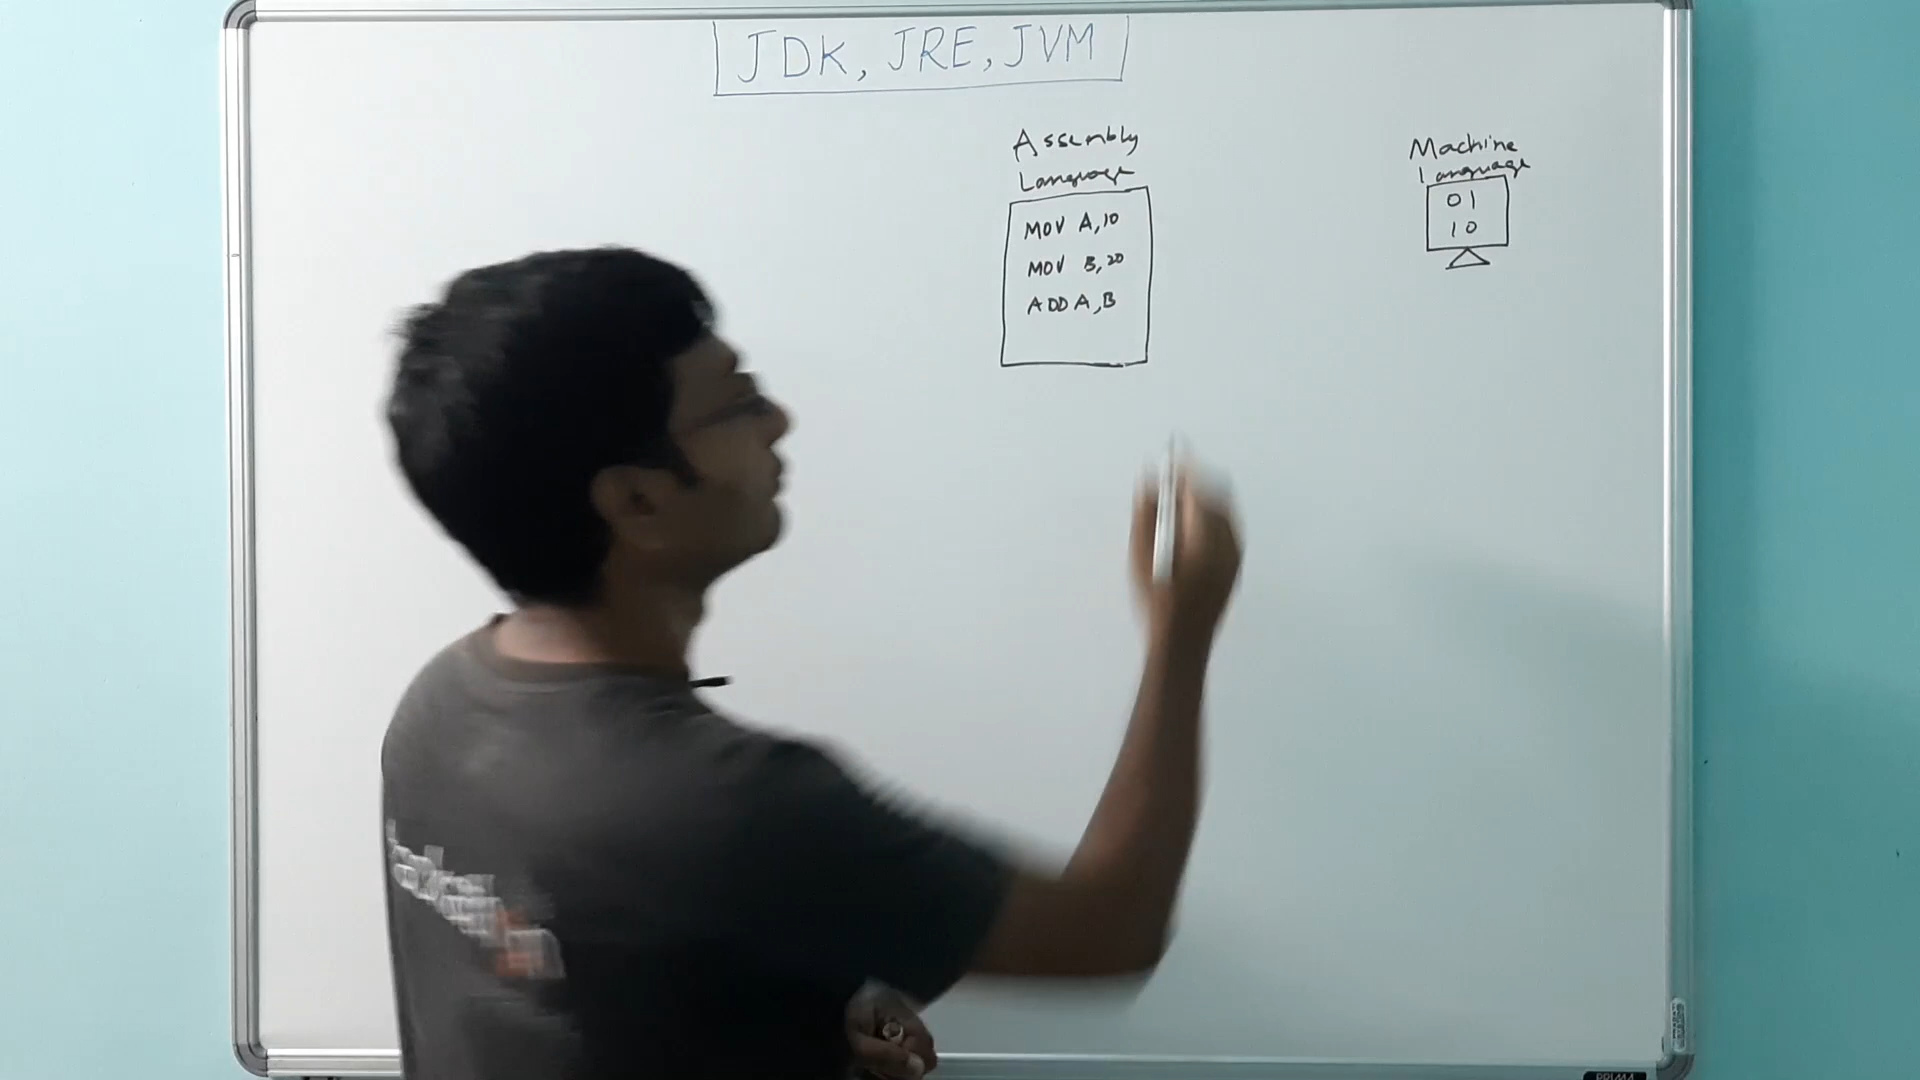 JDK, JRE, JVM
Assembly
Language
MOV A,10
MOV B,20
ADD A,B
Machine
Language
01
10